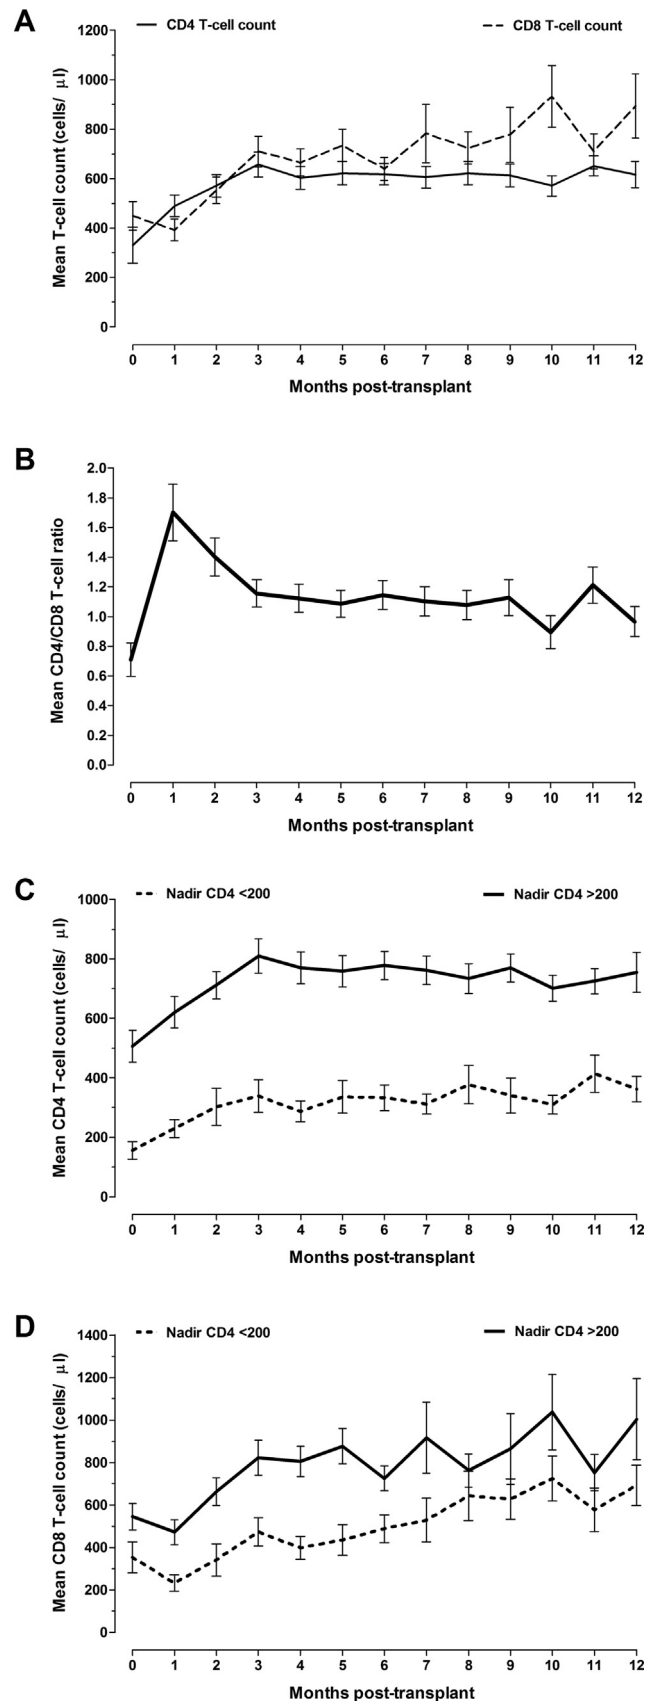 A
CD4 T-cell count
CD8 T-cell count
Mean T-cell count (cells/ μl)
1200
1000
800
600
400
200
0
0 1 2 3 4 5 6 7 8 9 10 11 12
Months post-transplant
B
Mean CD4/CD8 T-cell ratio
2.0
1.8
1.6
1.4
1.2
1.0
0.8
0.6
0.4
0.2
0.0
0 1 2 3 4 5 6 7 8 9 10 11 12
Months post-transplant
C
Nadir CD4 <200
Nadir CD4 >200
Mean CD4 T-cell count (cells/ μl)
1000
800
600
400
200
0
0 1 2 3 4 5 6 7 8 9 10 11 12
Months post-transplant
D
Nadir CD4 <200
Nadir CD4 >200
Mean CD8 T-cell count (cells/ μl)
1400
1200
1000
800
600
400
200
0
0 1 2 3 4 5 6 7 8 9 10 11 12
Months post-transplant